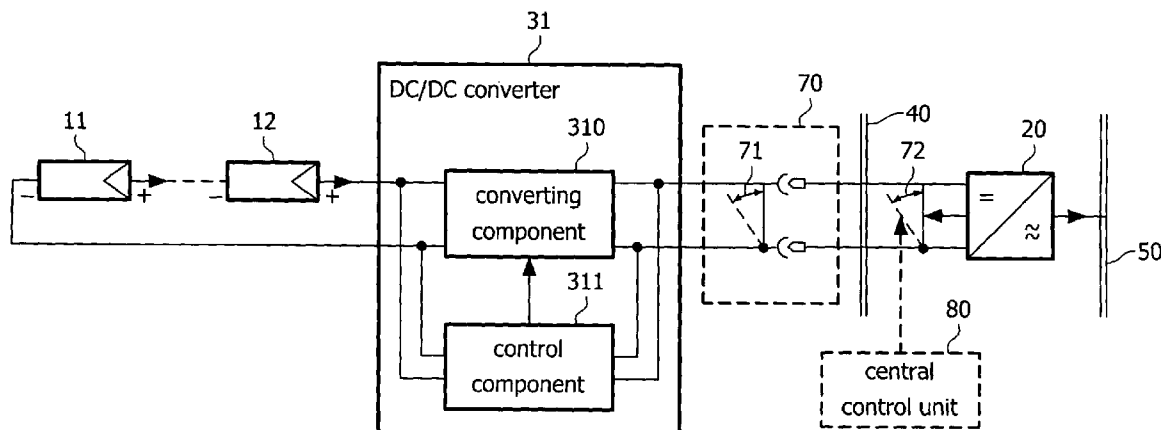 31
DC/DC converter
11
12
310
converting
component
311
control
component
70
71
40
72
20
=
≈
50
80
central
control unit
- + - +